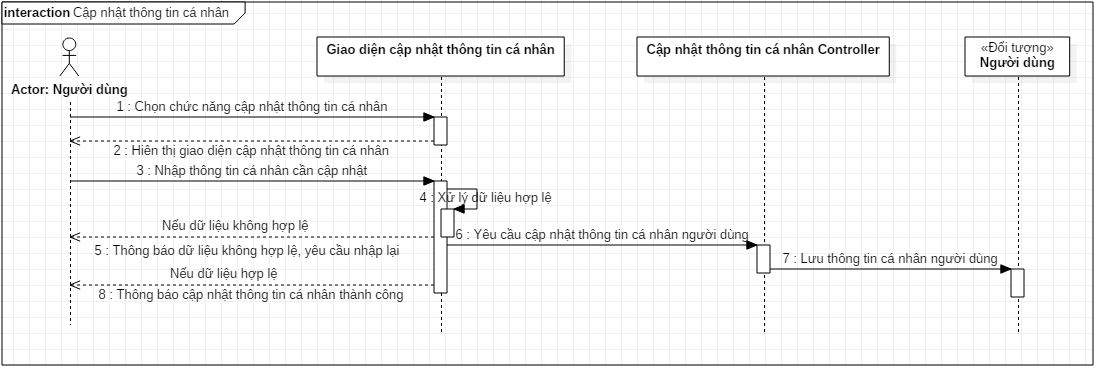 interaction Cập nhật thông tin cá nhân
Giao diện cập nhật thông tin cá nhân
Cập nhật thông tin cá nhân Controller
«Đối tượng»
Người dùng
Actor: Người dùng
1 : Chọn chức năng cập nhật thông tin cá nhân
2 : Hiên thị giao diện cập nhật thông tin cá nhân
3 : Nhập thông tin cá nhân cần cập nhật
4 : Xử lý dữ liệu hợp lệ
Nếu dữ liệu không hợp lệ
5 : Thông báo dữ liệu không hợp lệ, yêu cầu nhập lại
6 : Yêu cầu cập nhật thông tin cá nhân người dùng
7 : Lưu thông tin cá nhân người dùng
Nếu dữ liệu hợp lệ
8 : Thông báo cập nhật thông tin cá nhân thành công